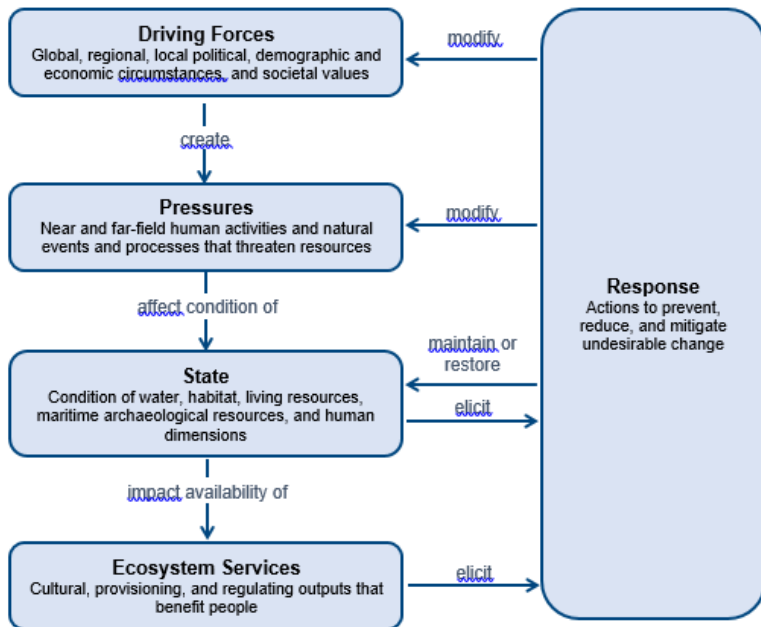 Driving Forces
Global, regional, local political, demographic and
economic circumstances, and societal values
modify
create
Pressures
Near and far-field human activities and natural
events and processes that threaten resources
modify
affect condition of
Response
Actions to prevent,
reduce, and mitigate
undesirable change
State
Condition of water, habitat, living resources,
maritime archaeological resources, and human
dimensions
maintain or
restore
elicit
impact availability of
Ecosystem Services
Cultural, provisioning, and regulating outputs that
benefit people
elicit